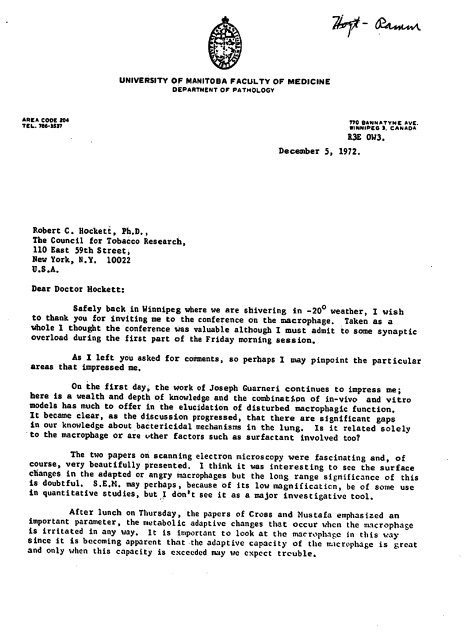 Hoyt - Ramm
UNIVERSITY OF MANITOBA FACULTY OF MEDICINE
DEPARTMENT OF PATHOLOGY
AREA CODE 204
TEL. 786-3537
770 BANNATYNE AVE.
WINNIPEG 3, CANADA
R3E 0W3.
December 5, 1972.
Robert C. Hockett, Ph.D.,
The Council for Tobacco Research,
110 East 59th Street,
New York, N.Y. 10022
U.S.A.
Dear Doctor Hockett:
Safely back in Winnipeg where we are shivering in -20° weather, I wish
to thank you for inviting me to the conference on the macrophage. Taken as a
whole I thought the conference was valuable although I must admit to some synaptic
overload during the first part of the Friday morning session.
As I left you asked for comments, so perhaps I may pinpoint the particular
areas that impressed me.
On the first day, the work of Joseph Guarneri continues to impress me;
here is a wealth and depth of knowledge and the combination of in-vivo and vitro
models has much to offer in the elucidation of disturbed macrophagic function.
It became clear, as the discussion progressed, that there are significant gaps
in our knowledge about bactericidal mechanisms in the lung. Is it related solely
to the macrophage or are other factors such as surfactant involved too?
The two papers on scanning electron microscopy were fascinating and, of
course, very beautifully presented. I think it was interesting to see the surface
changes in the adapted or angry macrophages but the long range significance of this
is doubtful. S.E.M. may perhaps, because of its low magnification, be of some use
in quantitative studies, but I don't see it as a major investigative tool.
After lunch on Thursday, the papers of Cross and Mustafa emphasized an
important parameter, the metabolic adaptive changes that occur when the macrophage
is irritated in any way. It is important to look at the macrophage in this way
since it is becoming apparent that the adaptive capacity of the macrophage is great
and only when this capacity is exceeded may we expect trouble.